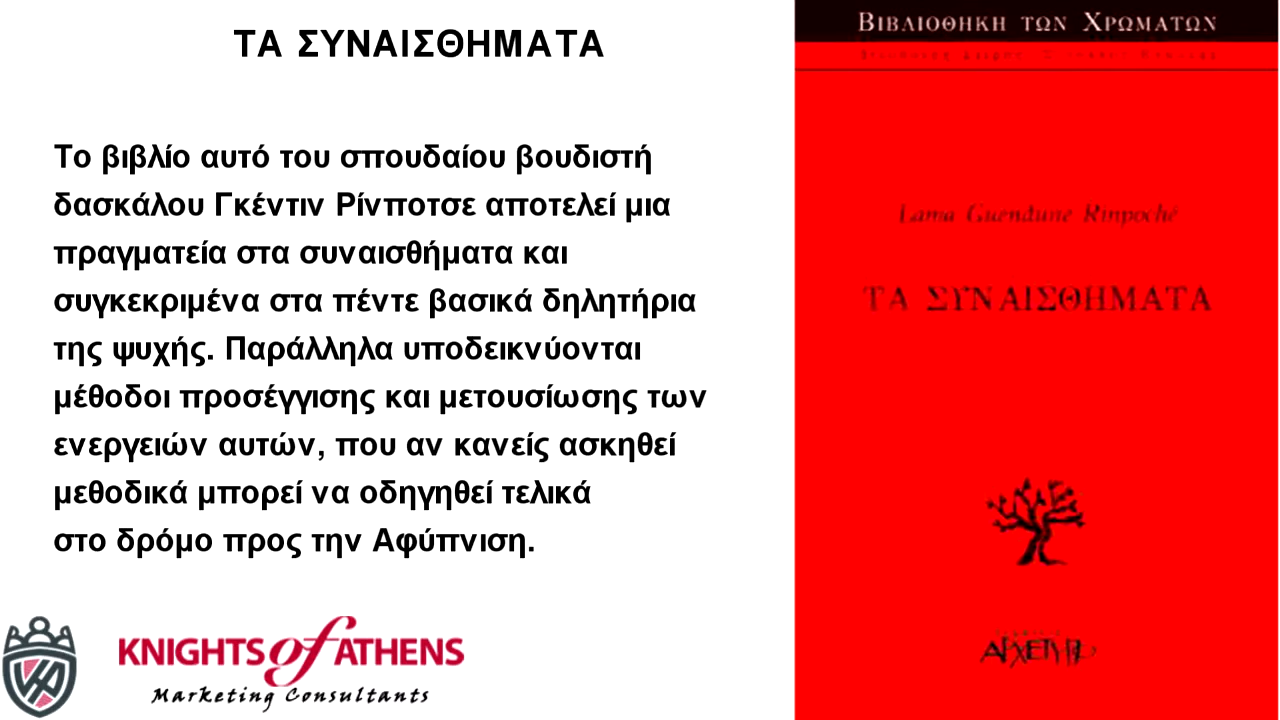 ΤΑ ΣΥΝΑΙΣΘΗΜΑΤΑ
Το βιβλίο αυτό του σπουδαίου βουδιστή
δασκάλου Γκέντιν Ρίνποτσε αποτελεί μια
πραγματεία στα συναισθήματα και
συγκεκριμένα στα πέντε βασικά δηλητήρια
της ψυχής. Παράλληλα υποδεικνύονται
μέθοδοι προσέγγισης και μετουσίωσης των
ενεργειών αυτών, που αν κανείς ασκηθεί
μεθοδικά μπορεί να οδηγηθεί τελικά
στο δρόμο προς την Αφύπνιση.
KNIGHTS of ATHENS
Marketing Consultants
ΒΙΒΛΙΟΘΗΚΗ ΤΩΝ ΧΡΩΜΑΤΩΝ
Lama Guendune Rinpoché
ΤΑ ΣΥΝΑΙΣΘΗΜΑΤΑ
ΑΡΧΕΤΥΠΟ